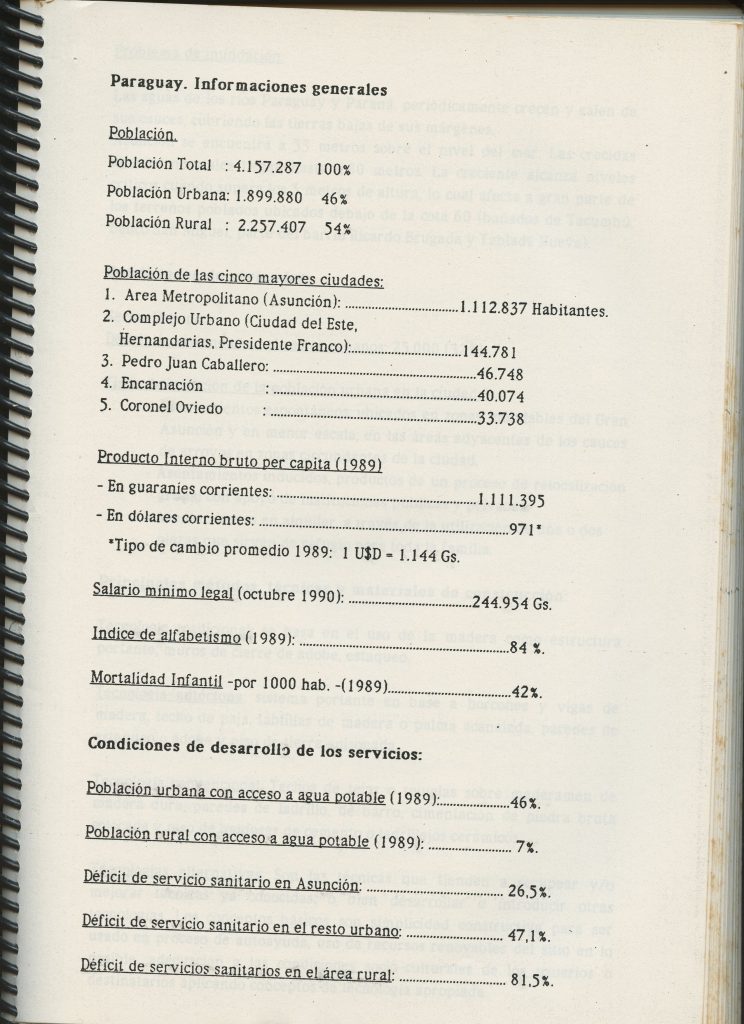 Paraguay. Informaciones generales
Población.
Población Total : 4.157.287 100%
Población Urbana: 1.899.880 46%
Población Rural : 2.257.407 54%
Población de las cinco mayores ciudades:
1. Area Metropolitano (Asunción): ..............................1.112.837 Habitantes.
2. Complejo Urbano (Ciudad del Este,
Hernandarias, Presidente Franco):..............................144.781
3. Pedro Juan Caballero: ..............................46.748
4. Encarnación : ..............................40.074
5. Coronel Oviedo : ..............................33.738
Producto Interno bruto per capita (1989)
- En guaraníes corrientes: ..............................1.111.395
- En dólares corrientes: ..............................971*
*Tipo de cambio promedio 1989: 1 U$D = 1.144 Gs.
Salario mínimo legal (octubre 1990): ..............................244.954 Gs.
Indice de alfabetismo (1989): ..............................84 %.
Mortalidad Infantil -por 1000 hab. -(1989)..............................42%.
Condiciones de desarrollo de los servicios:
Población urbana con acceso a agua potable (1989):....................46%.
Población rural con acceso a agua potable (1989): .................... 7%.
Déficit de servicio sanitario en Asunción: .............................. 26,5%.
Déficit de servicio sanitario en el resto urbano: .................... 47,1%.
Déficit de servicios sanitarios en el área rural: .................... 81,5%.